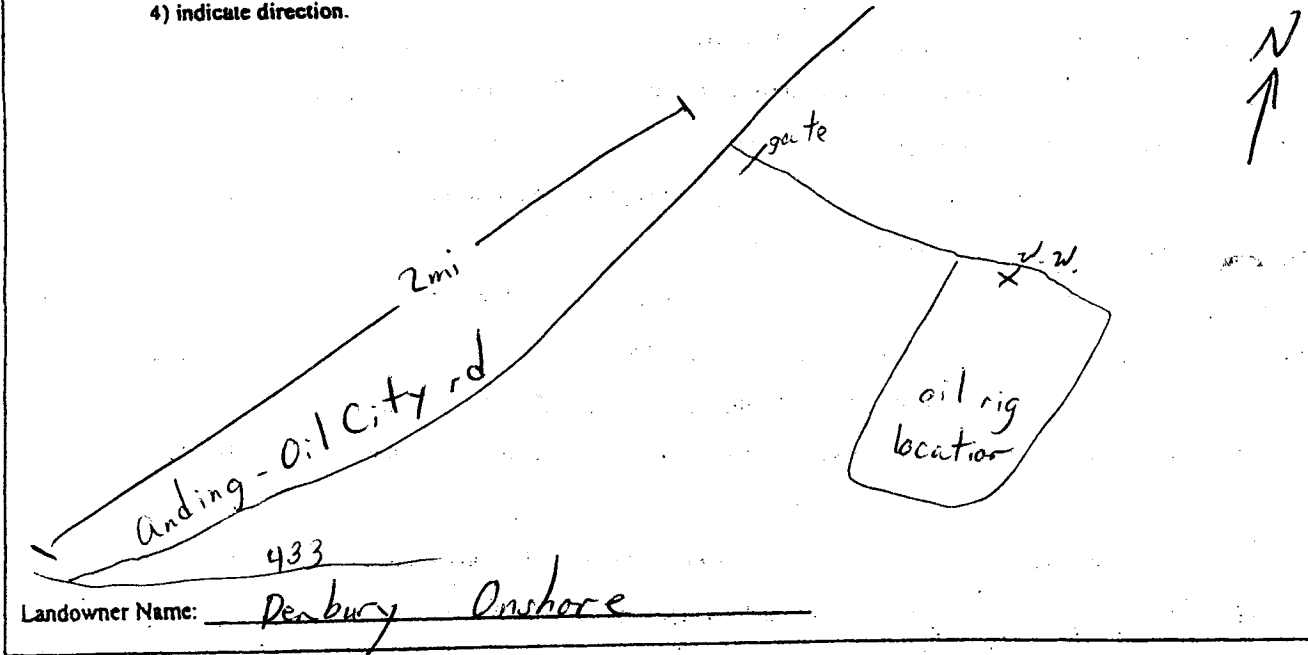 4) indicate direction.
N
gate
W.W.
2mi
oil rig
location
Anding - Oil City rd
433
Landowner Name: Denbury Onshore